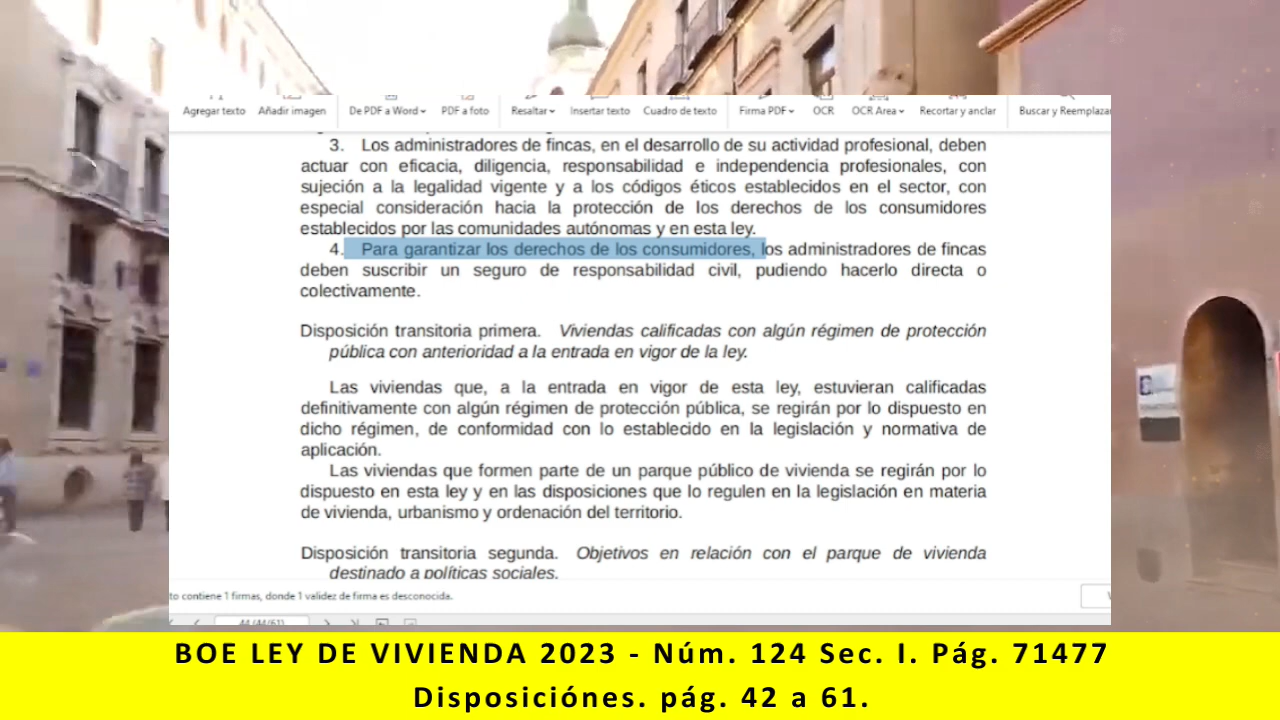 Agregar texto Añadir imagen De PDF a Word PDF a foto Resaltar Insertar texto Cuadro de texto Firma PDF OCR OCR Area Recortar y anclar Buscar y Reemplaza
3. Los administradores de fincas, en el desarrollo de su actividad profesional, deben
actuar con eficacia, diligencia, responsabilidad e independencia profesionales, con
sujeción a la legalidad vigente y a los códigos éticos establecidos en el sector, con
especial consideración hacia la protección de los derechos de los consumidores
establecidos por las comunidades autónomas y en esta ley.
4. Para garantizar los derechos de los consumidores, los administradores de fincas
deben suscribir un seguro de responsabilidad civil, pudiendo hacerlo directa o
colectivamente.
Disposición transitoria primera. Viviendas calificadas con algún régimen de protección
pública con anterioridad a la entrada en vigor de la ley.
Las viviendas que, a la entrada en vigor de esta ley, estuvieran calificadas
definitivamente con algún régimen de protección pública, se regirán por lo dispuesto en
dicho régimen, de conformidad con lo establecido en la legislación y normativa de
aplicación.
Las viviendas que formen parte de un parque público de vivienda se regirán por lo
dispuesto en esta ley y en las disposiciones que lo regulen en la legislación en materia
de vivienda, urbanismo y ordenación del territorio.
Disposición transitoria segunda. Objetivos en relación con el parque de vivienda
destinado a políticas sociales.
to contiene 1 firmas, donde 1 validez de firma es desconocida.
44 (44/61)
BOE LEY DE VIVIENDA 2023 - Núm. 124 Sec. I. Pág. 71477
Disposiciónes. pág. 42 a 61.